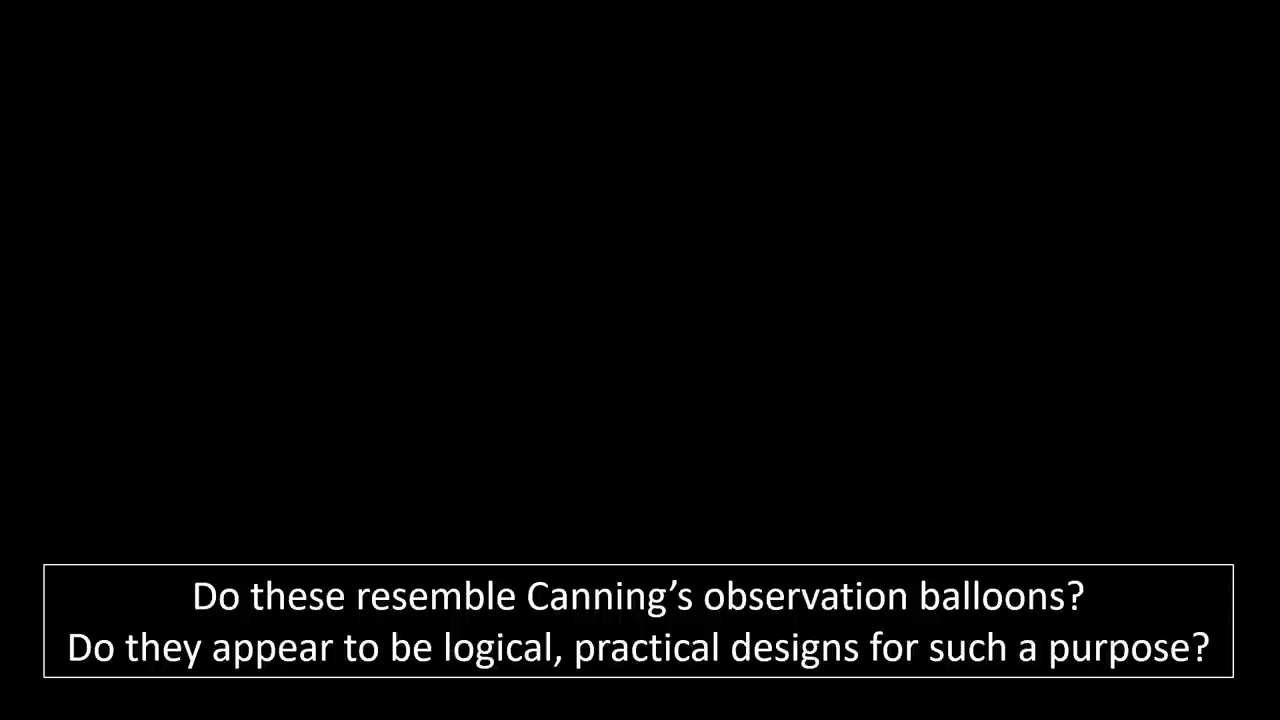 Do these resemble Canning’s observation balloons?
Do they appear to be logical, practical designs for such a purpose?